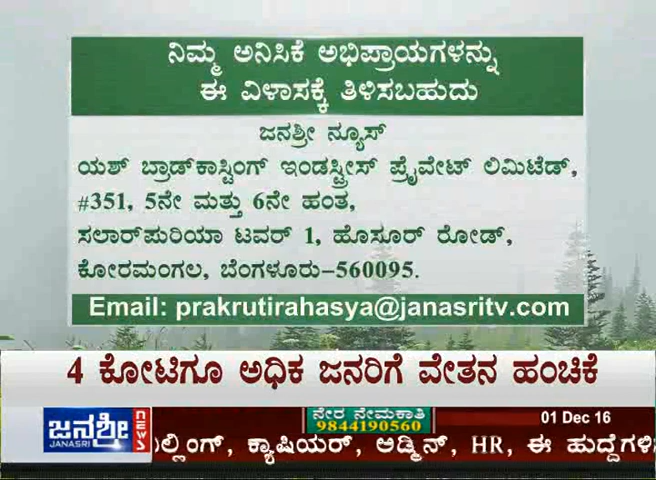 ನಿಮ್ಮ ಅನಿಸಿಕೆ ಅಭಿಪ್ರಾಯಗಳನ್ನು
ಈ ವಿಳಾಸಕ್ಕೆ ತಿಳಿಸಬಹುದು
ಜನಶ್ರೀ ನ್ಯೂಸ್
ಯಶ್ ಬ್ರಾಡ್‌ಕಾಸ್ಟಿಂಗ್ ಇಂಡಸ್ಟ್ರೀಸ್ ಪ್ರೈವೇಟ್ ಲಿಮಿಟೆಡ್,
#351, 5ನೇ ಮತ್ತು 6ನೇ ಹಂತ,
ಸಲಾರ್‌ಪುರಿಯಾ ಟವರ್ 1, ಹೊಸೂರ್ ರೋಡ್,
ಕೋರಮಂಗಲ, ಬೆಂಗಳೂರು-560095.
Email: prakrutirahasya@janasritv.com
4 ಕೋಟಿಗೂ ಅಧಿಕ ಜನರಿಗೆ ವೇತನ ಹಂಚಿಕೆ
ನೇರ ನೇಮಕಾತಿ
9844190560
01 Dec 16
ಜನಶ್ರೀ
JANASRI
NEWS
ಲ್ಲಿಂಗ್, ಕ್ಯಾಷಿಯರ್, ಆಡ್ಮಿನ್, HR, ಈ ಹುದ್ದೆಗಳಿ